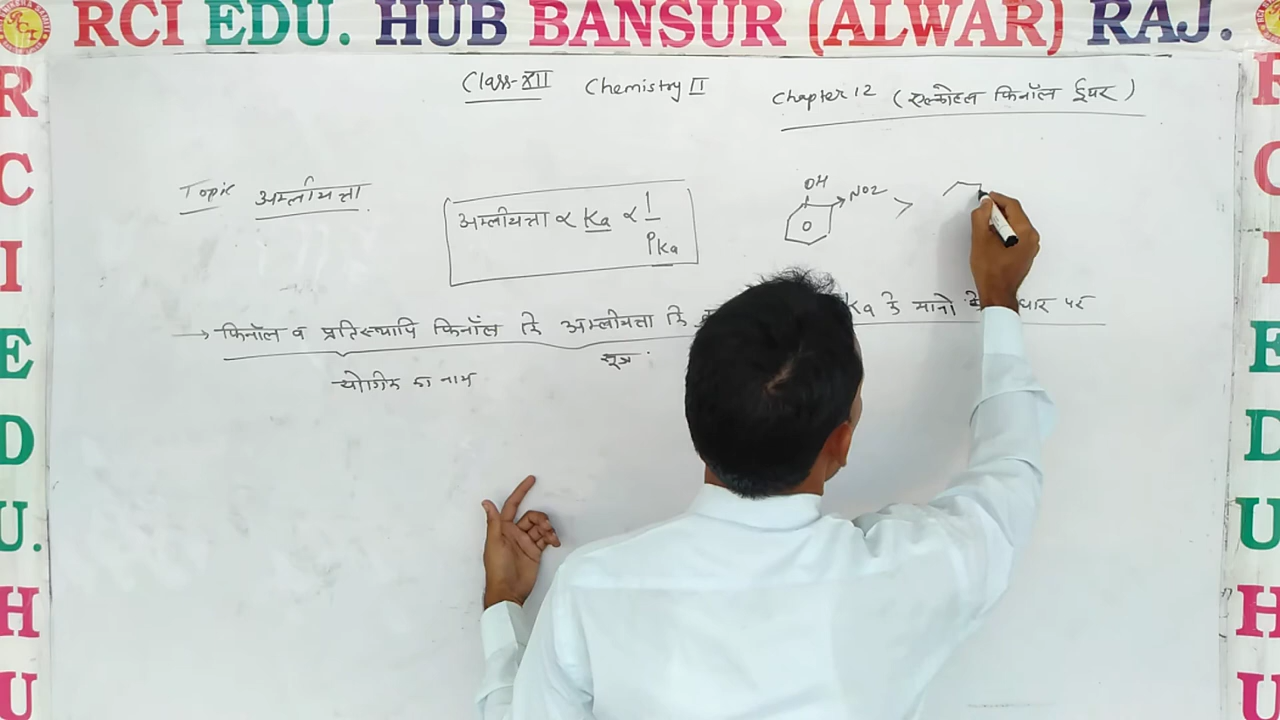 RCI EDU. HUB BANSUR (ALWAR) RAJ.
Class-XII Chemistry II Chapter 12 (एल्कोहल फिनॉल ईथर)
Topic अम्लीयता
अम्लीयता ∝ Ka ∝ 1/PKa
OH
NO2 >
→ फिनॉल व प्रतिस्थापि फिनॉल कि अम्लीयता कि Ka के मानो के पर
योगिक का नाम सूत्र
R
C
I
E
D
U.
H
U
R
C
I
E
D
U.
H
U